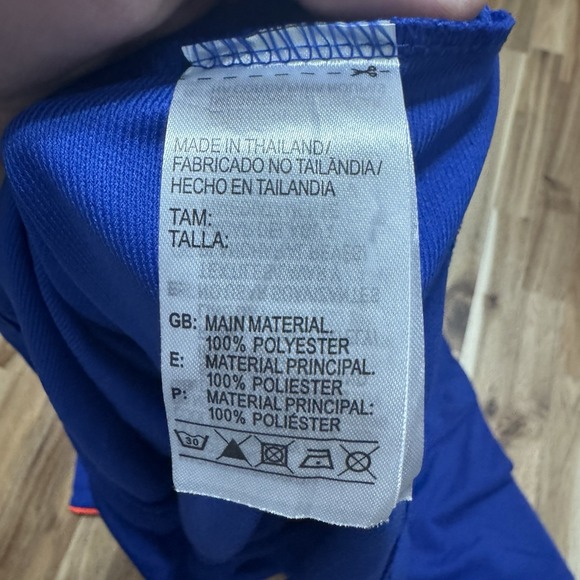 MADE IN THAILAND/
FABRICADO NO TAILÂNDIA/
HECHO EN TAILANDIA
TAM:
TALLA:
GB: MAIN MATERIAL.
100% POLYESTER
E: MATERIAL PRINCIPAL.
100% POLIESTER
P: MATERIAL PRINCIPAL:
100% POLIÉSTER
30